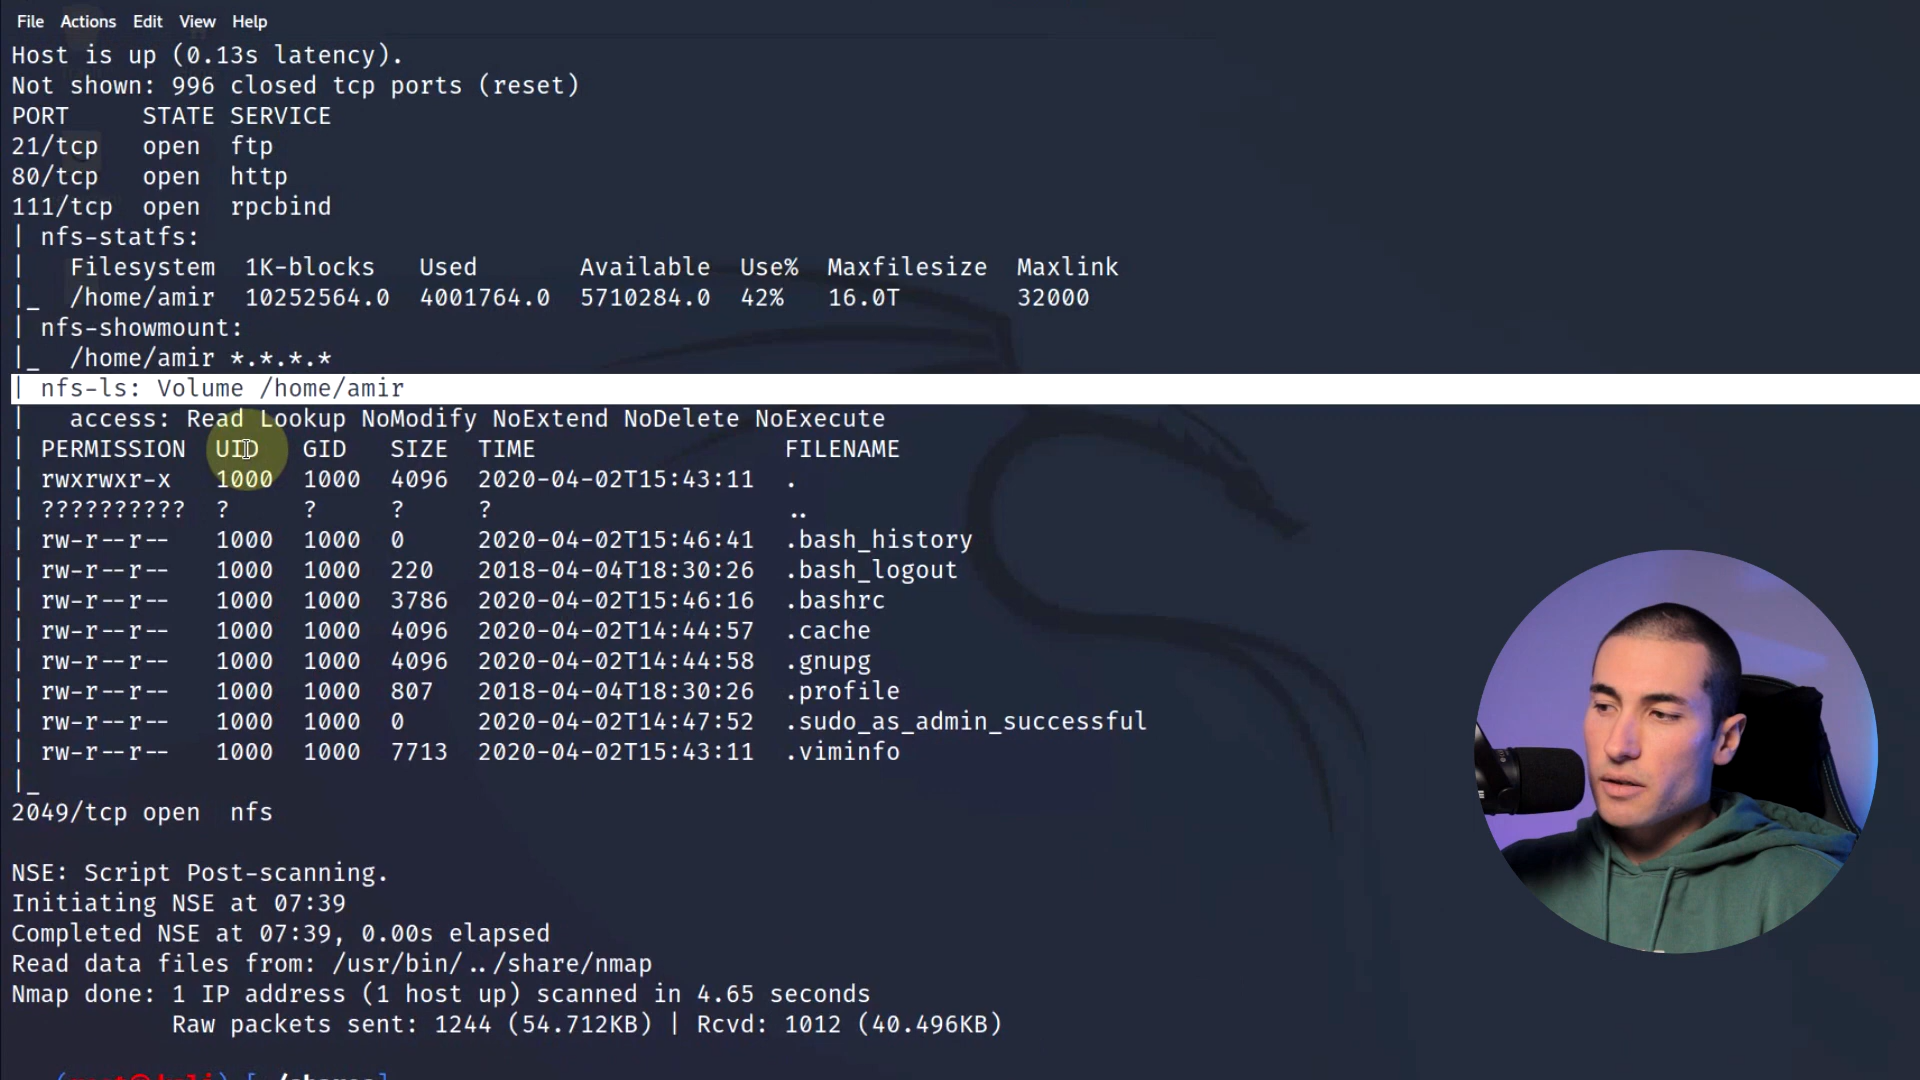 File Actions Edit View Help
Host is up (0.13s latency).
Not shown: 996 closed tcp ports (reset)
PORT     STATE SERVICE
21/tcp   open  ftp
80/tcp   open  http
111/tcp  open  rpcbind
| nfs-statfs:
|   Filesystem  1K-blocks   Used       Available  Use%  Maxfilesize  Maxlink
|_  /home/amir  10252564.0  4001764.0  5710284.0  42%   16.0T        32000
| nfs-showmount:
|_  /home/amir *.*.*.*
| nfs-ls: Volume /home/amir
|   access: Read Lookup NoModify NoExtend NoDelete NoExecute
| PERMISSION  UID   GID   SIZE  TIME                 FILENAME
| rwxrwxr-x   1000  1000  4096  2020-04-02T15:43:11  .
| ??????????  ?     ?     ?     ?                    ..
| rw-r--r--   1000  1000  0     2020-04-02T15:46:41  .bash_history
| rw-r--r--   1000  1000  220   2018-04-04T18:30:26  .bash_logout
| rw-r--r--   1000  1000  3786  2020-04-02T15:46:16  .bashrc
| rw-r--r--   1000  1000  4096  2020-04-02T14:44:57  .cache
| rw-r--r--   1000  1000  4096  2020-04-02T14:44:58  .gnupg
| rw-r--r--   1000  1000  807   2018-04-04T18:30:26  .profile
| rw-r--r--   1000  1000  0     2020-04-02T14:47:52  .sudo_as_admin_successful
| rw-r--r--   1000  1000  7713  2020-04-02T15:43:11  .viminfo
|_
2049/tcp open  nfs
NSE: Script Post-scanning.
Initiating NSE at 07:39
Completed NSE at 07:39, 0.00s elapsed
Read data files from: /usr/bin/../share/nmap
Nmap done: 1 IP address (1 host up) scanned in 4.65 seconds
           Raw packets sent: 1244 (54.712KB) | Rcvd: 1012 (40.496KB)